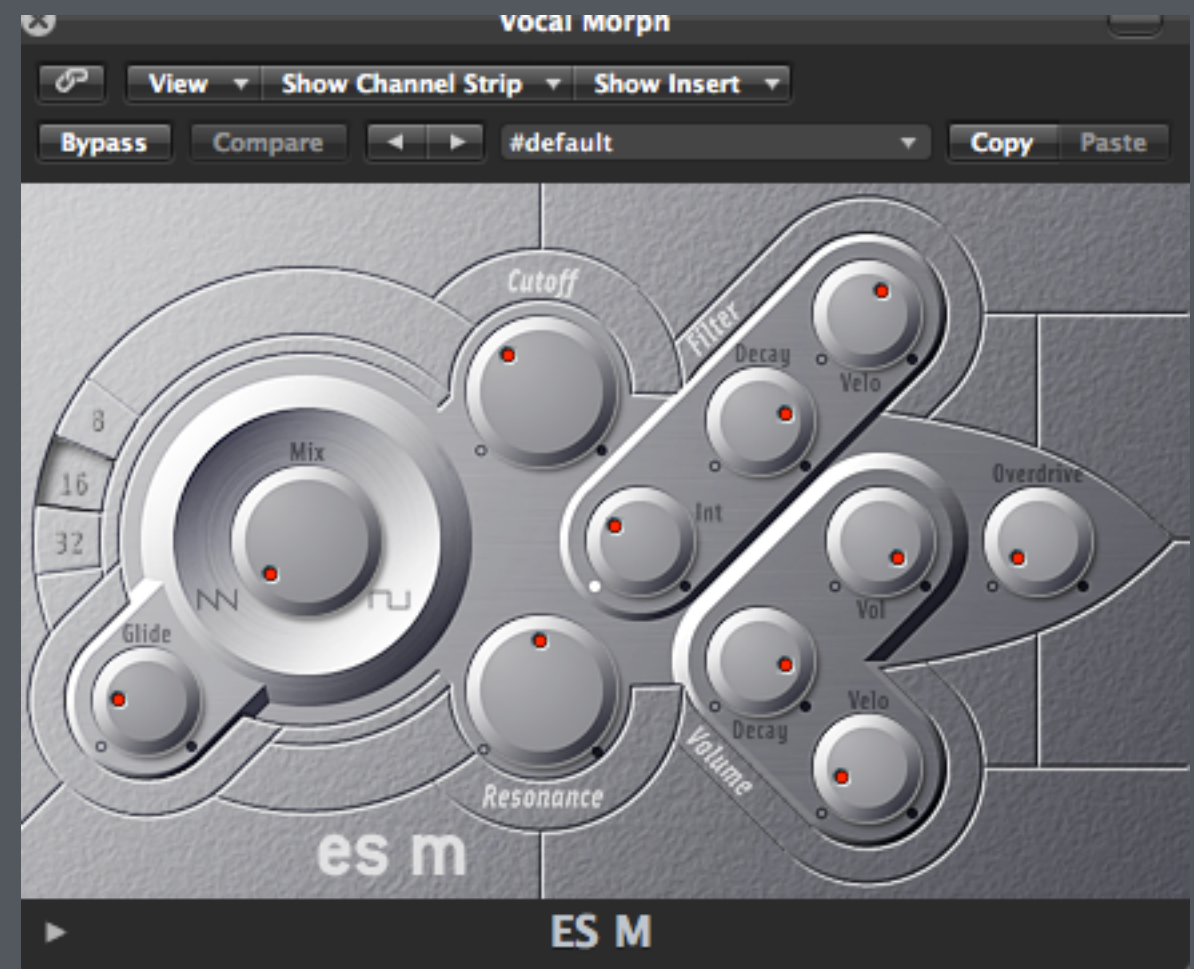 Vocal Morph
View Show Channel Strip Show Insert
Bypass Compare #default Copy Paste
Cutoff
Filter
Decay
Velo
8
Mix
16
Int
Overdrive
32
Vol
Glide
Velo
Decay
Volume
Resonance
es m
ES M